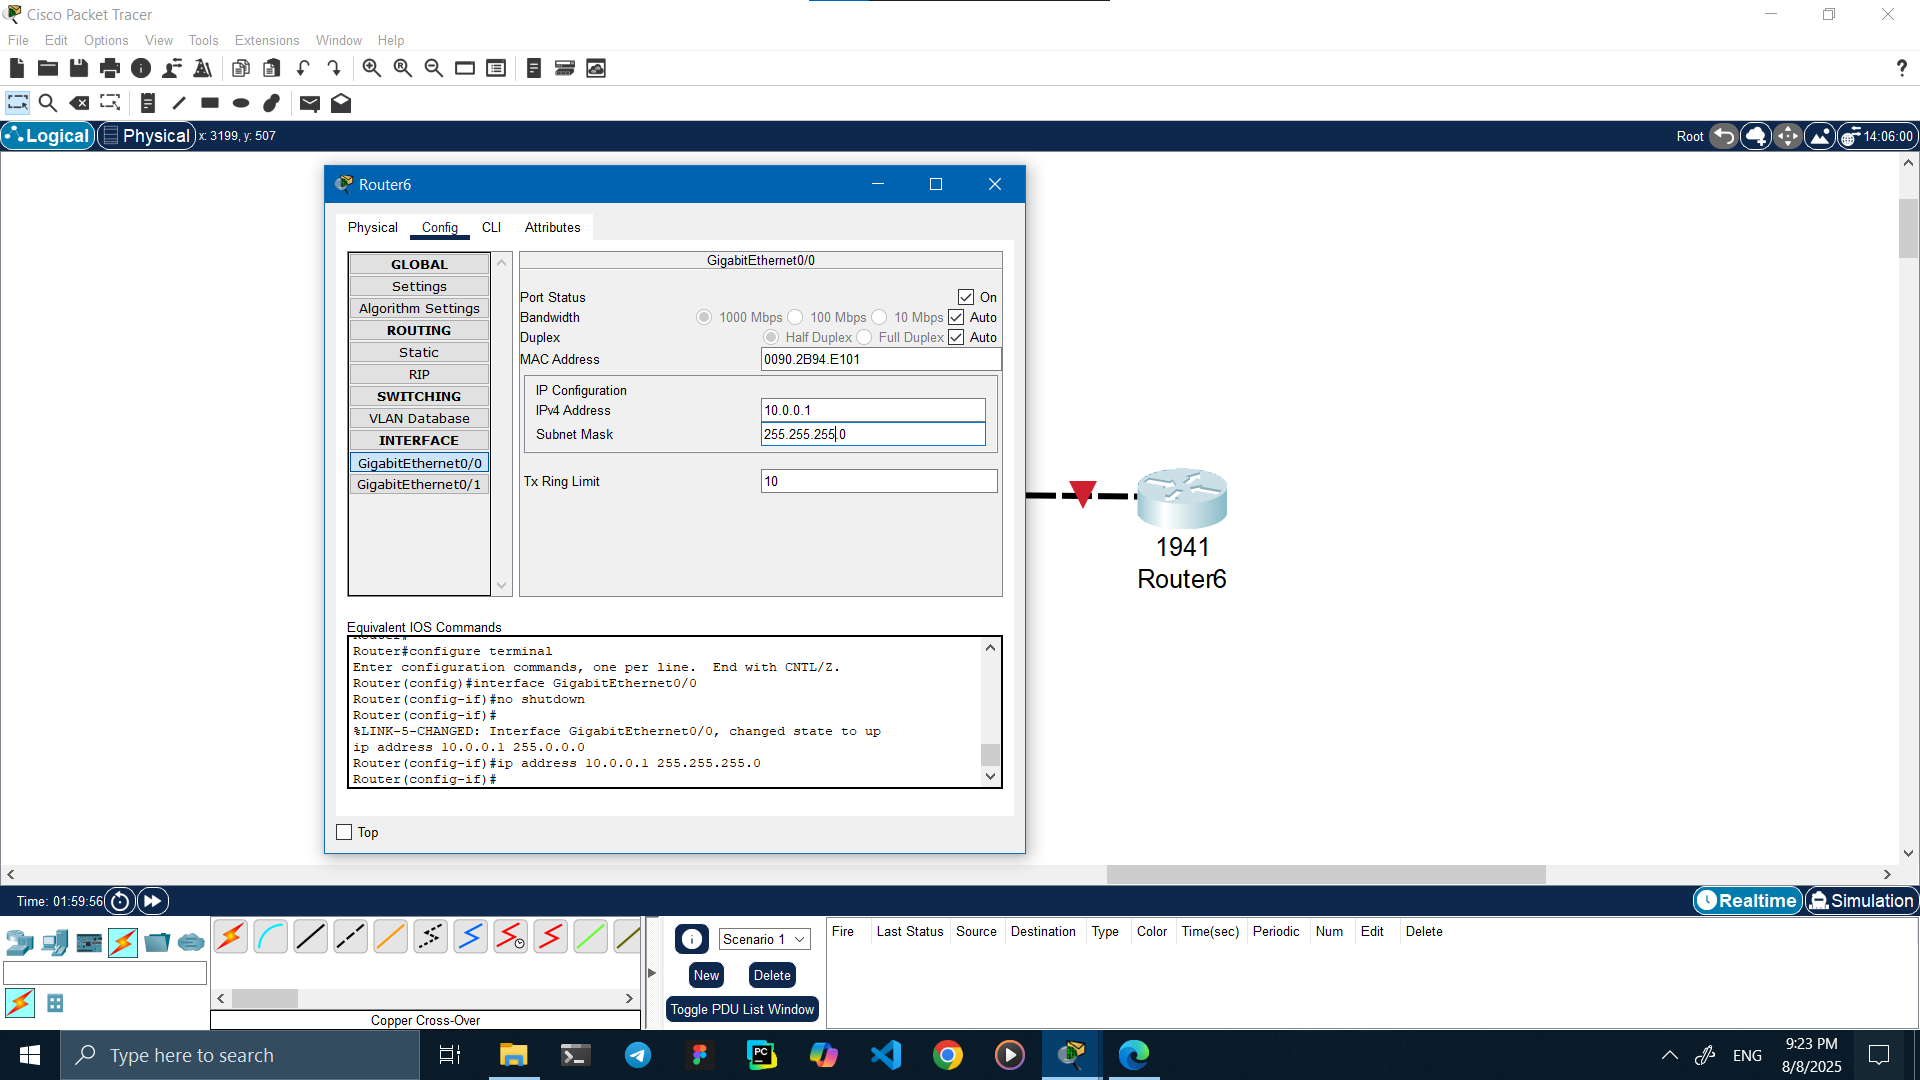 Cisco Packet Tracer
File Edit Options View Tools Extensions Window Help
?
Logical Physical x: 3199, y: 507 Root 14:06:00
Router6
Physical Config CLI Attributes
GLOBAL
Settings
Algorithm Settings
ROUTING
Static
RIP
SWITCHING
VLAN Database
INTERFACE
GigabitEthernet0/0
GigabitEthernet0/1
GigabitEthernet0/0
Port Status On
Bandwidth 1000 Mbps 100 Mbps 10 Mbps Auto
Duplex Half Duplex Full Duplex Auto
MAC Address 0090.2B94.E101
IP Configuration
IPv4 Address 10.0.0.1
Subnet Mask 255.255.255.0
Tx Ring Limit 10
Equivalent IOS Commands
Router#
Router#configure terminal
Enter configuration commands, one per line. End with CNTL/Z.
Router(config)#interface GigabitEthernet0/0
Router(config-if)#no shutdown
Router(config-if)#
%LINK-5-CHANGED: Interface GigabitEthernet0/0, changed state to up
ip address 10.0.0.1 255.0.0.0
Router(config-if)#ip address 10.0.0.1 255.255.255.0
Router(config-if)#
Top
1941
Router6
Time: 01:59:56 Realtime Simulation
Scenario 1
New Delete
Toggle PDU List Window
Fire Last Status Source Destination Type Color Time(sec) Periodic Num Edit Delete
Copper Cross-Over
Type here to search
PC
ENG
9:23 PM
8/8/2025